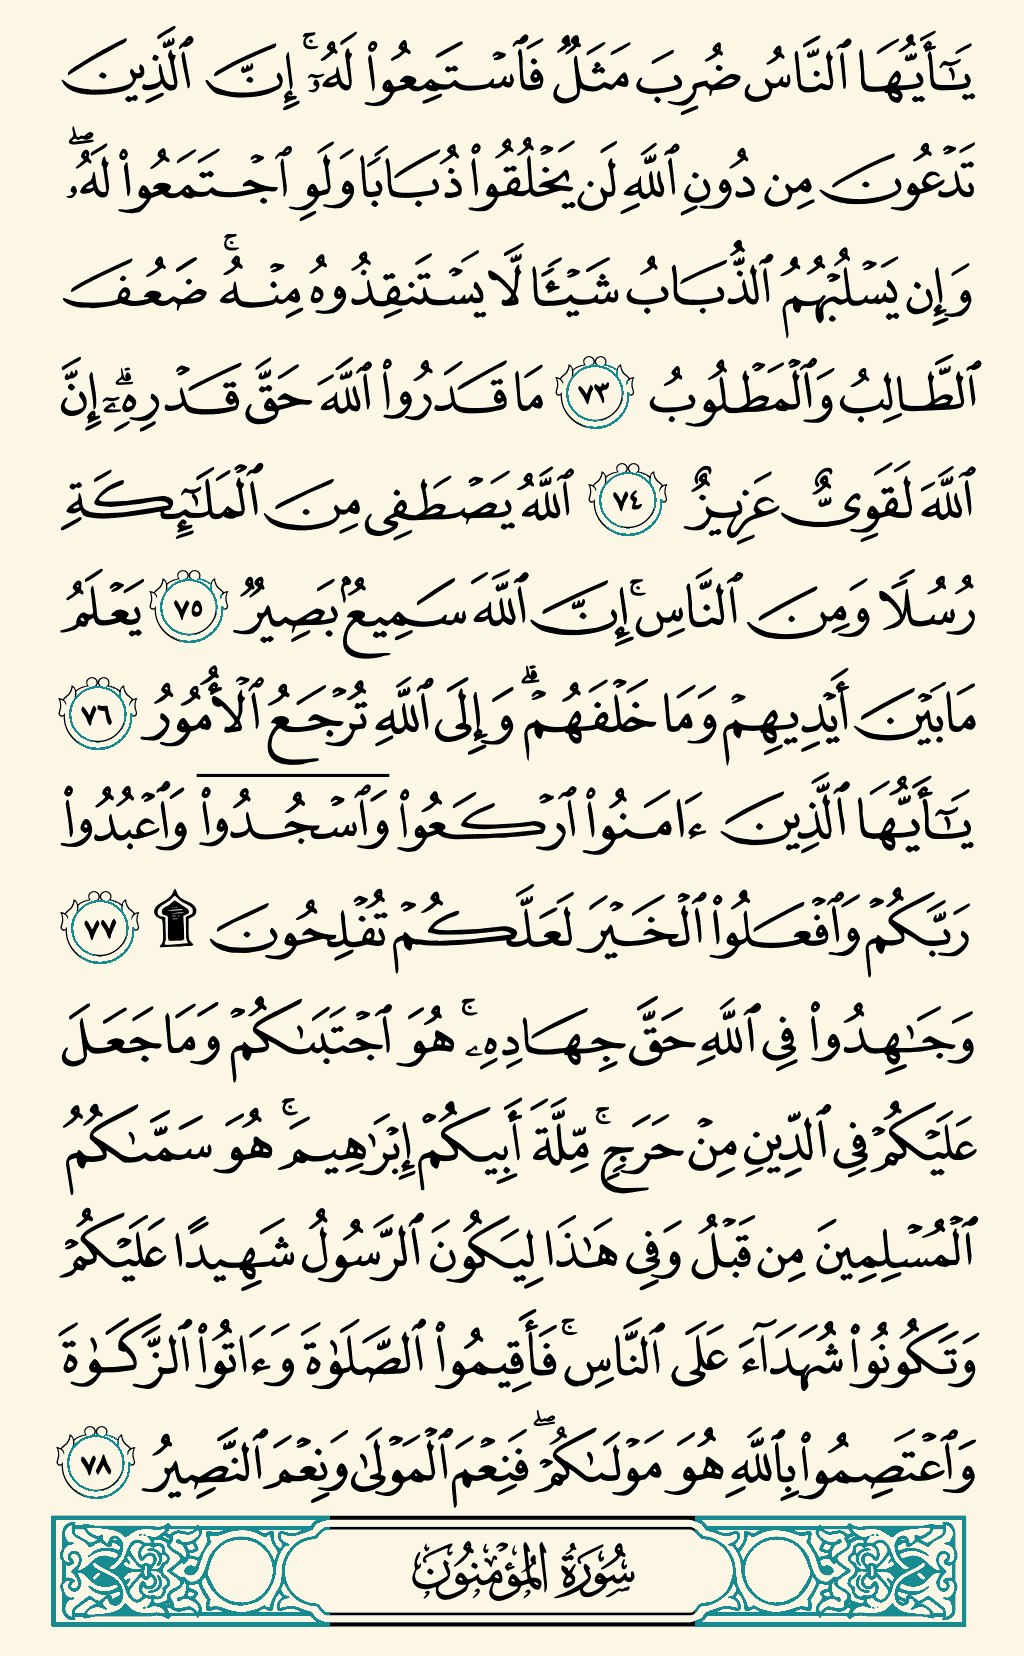 يَٰٓأَيُّهَا ٱلنَّاسُ ضُرِبَ مَثَلٞ فَٱسۡتَمِعُواْ لَهُۥٓۚ إِنَّ ٱلَّذِينَ
تَدۡعُونَ مِن دُونِ ٱللَّهِ لَن يَخۡلُقُواْ ذُبَابٗا وَلَوِ ٱجۡتَمَعُواْ لَهُۥۖ
وَإِن يَسۡلُبۡهُمُ ٱلذُّبَابُ شَيۡـٔٗا لَّا يَسۡتَنقِذُوهُ مِنۡهُۚ ضَعُفَ
ٱلطَّالِبُ وَٱلۡمَطۡلُوبُ ٧٣ مَا قَدَرُواْ ٱللَّهَ حَقَّ قَدۡرِهِۦٓۗ إِنَّ
ٱللَّهَ لَقَوِيٌّ عَزِيزٌ ٧٤ ٱللَّهُ يَصۡطَفِي مِنَ ٱلۡمَلَٰٓئِكَةِ
رُسُلٗا وَمِنَ ٱلنَّاسِۚ إِنَّ ٱللَّهَ سَمِيعُۢ بَصِيرٞ ٧٥ يَعۡلَمُ
مَا بَيۡنَ أَيۡدِيهِمۡ وَمَا خَلۡفَهُمۡۚ وَإِلَى ٱللَّهِ تُرۡجَعُ ٱلۡأُمُورُ ٧٦
يَٰٓأَيُّهَا ٱلَّذِينَ ءَامَنُواْ ٱرۡكَعُواْ وَٱسۡجُدُواْ وَٱعۡبُدُواْ
رَبَّكُمۡ وَٱفۡعَلُواْ ٱلۡخَيۡرَ لَعَلَّكُمۡ تُفۡلِحُونَ ۩ ٧٧
وَجَٰهِدُواْ فِي ٱللَّهِ حَقَّ جِهَادِهِۦۚ هُوَ ٱجۡتَبَىٰكُمۡ وَمَا جَعَلَ
عَلَيۡكُمۡ فِي ٱلدِّينِ مِنۡ حَرَجٖۚ مِّلَّةَ أَبِيكُمۡ إِبۡرَٰهِيمَۚ هُوَ سَمَّىٰكُمُ
ٱلۡمُسۡلِمِينَ مِن قَبۡلُ وَفِي هَٰذَا لِيَكُونَ ٱلرَّسُولُ شَهِيدًا عَلَيۡكُمۡ
وَتَكُونُواْ شُهَدَآءَ عَلَى ٱلنَّاسِۚ فَأَقِيمُواْ ٱلصَّلَوٰةَ وَءَاتُواْ ٱلزَّكَوٰةَ
وَٱعۡتَصِمُواْ بِٱللَّهِ هُوَ مَوۡلَىٰكُمۡۖ فَنِعۡمَ ٱلۡمَوۡلَىٰ وَنِعۡمَ ٱلنَّصِيرُ ٧٨
سُورَةُ المُؤۡمِنُونَ